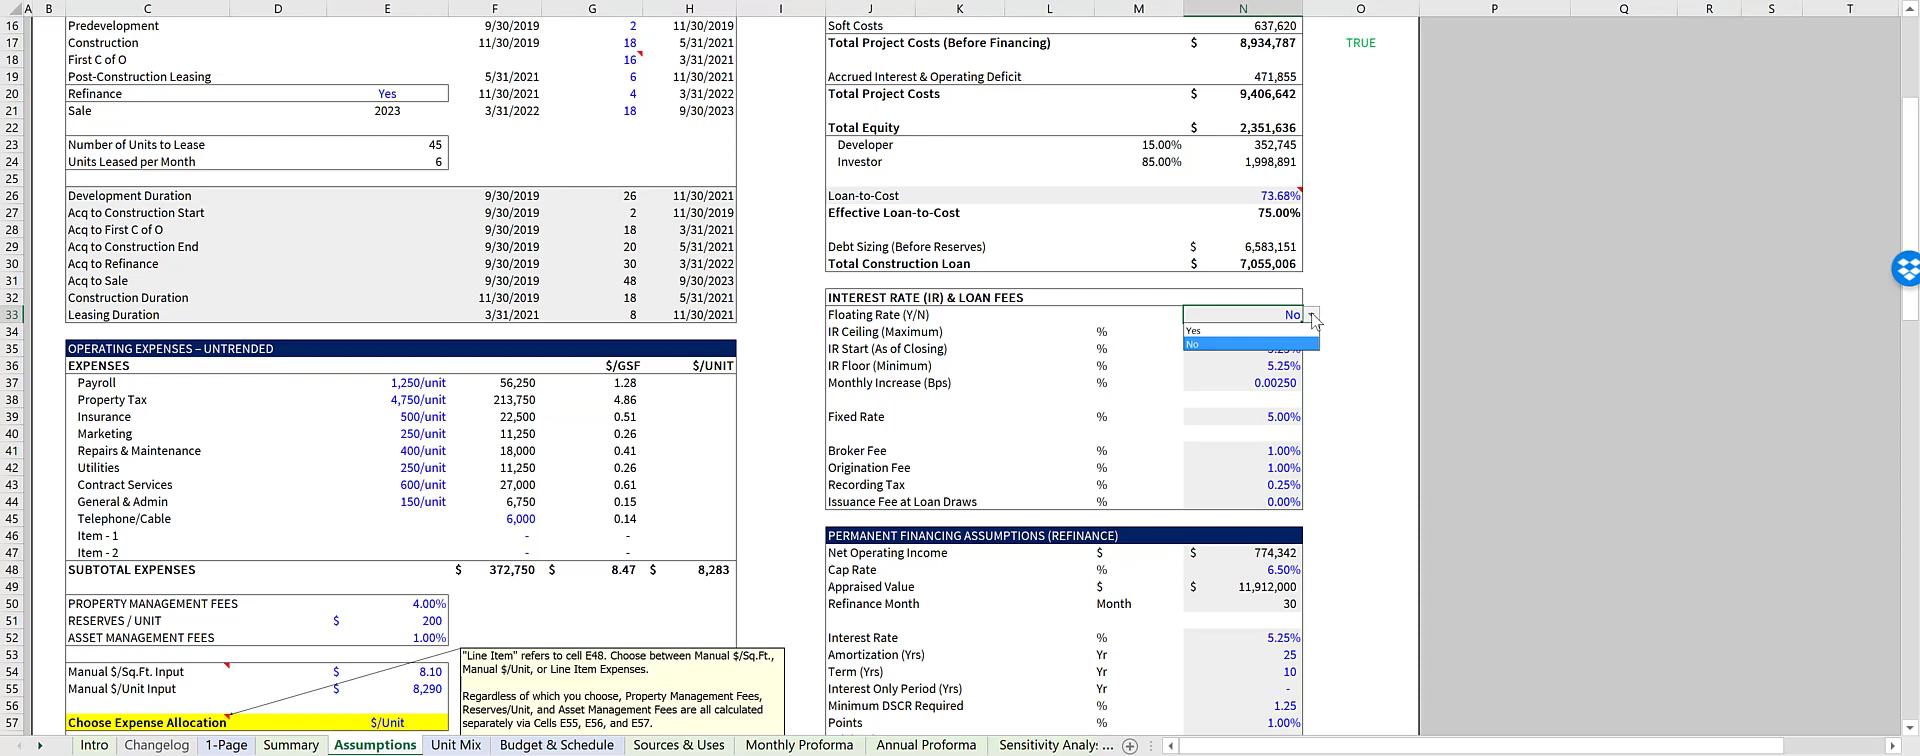 A B C D E F G H I J K L M N O P Q R S T
16 Predevelopment 9/30/2019 2 11/30/2019 Soft Costs 637,620
17 Construction 11/30/2019 18 5/31/2021 Total Project Costs (Before Financing) $ 8,934,787 TRUE
18 First C of O 16 3/31/2021
19 Post-Construction Leasing 5/31/2021 6 11/30/2021 Accrued Interest & Operating Deficit 471,855
20 Refinance Yes 11/30/2021 4 3/31/2022 Total Project Costs $ 9,406,642
21 Sale 2023 3/31/2022 18 9/30/2023
22 Total Equity $ 2,351,636
23 Number of Units to Lease 45 Developer 15.00% 352,745
24 Units Leased per Month 6 Investor 85.00% 1,998,891
25
26 Development Duration 9/30/2019 26 11/30/2021 Loan-to-Cost 73.68%
27 Acq to Construction Start 9/30/2019 2 11/30/2019 Effective Loan-to-Cost 75.00%
28 Acq to First C of O 9/30/2019 18 3/31/2021
29 Acq to Construction End 9/30/2019 20 5/31/2021 Debt Sizing (Before Reserves) $ 6,583,151
30 Acq to Refinance 9/30/2019 30 3/31/2022 Total Construction Loan $ 7,055,006
31 Acq to Sale 9/30/2019 48 9/30/2023
32 Construction Duration 11/30/2019 18 5/31/2021 INTEREST RATE (IR) & LOAN FEES
33 Leasing Duration 3/31/2021 8 11/30/2021 Floating Rate (Y/N) No
34 IR Ceiling (Maximum) % Yes
35 OPERATING EXPENSES – UNTRENDED IR Start (As of Closing) % No
36 EXPENSES $/GSF $/UNIT IR Floor (Minimum) % 5.25%
37 Payroll 1,250/unit 56,250 1.28 Monthly Increase (Bps) % 0.00250
38 Property Tax 4,750/unit 213,750 4.86
39 Insurance 500/unit 22,500 0.51 Fixed Rate % 5.00%
40 Marketing 250/unit 11,250 0.26
41 Repairs & Maintenance 400/unit 18,000 0.41 Broker Fee % 1.00%
42 Utilities 250/unit 11,250 0.26 Origination Fee % 1.00%
43 Contract Services 600/unit 27,000 0.61 Recording Tax % 0.25%
44 General & Admin 150/unit 6,750 0.15 Issuance Fee at Loan Draws % 0.00%
45 Telephone/Cable 6,000 0.14
46 Item - 1 - - PERMANENT FINANCING ASSUMPTIONS (REFINANCE)
47 Item - 2 - - Net Operating Income $ $ 774,342
48 SUBTOTAL EXPENSES $ 372,750 $ 8.47 $ 8,283 Cap Rate % 6.50%
49 Appraised Value $ $ 11,912,000
50 PROPERTY MANAGEMENT FEES 4.00% Refinance Month Month 30
51 RESERVES / UNIT $ 200
52 ASSET MANAGEMENT FEES 1.00% Interest Rate % 5.25%
53 "Line Item" refers to cell E48. Choose between Manual $/Sq.Ft., Amortization (Yrs) Yr 30
54 Manual $/Sq.Ft. Input $ 8.10 Manual $/Unit, or Line Item Expenses. Term (Yrs) Yr 10
55 Manual $/Unit Input $ 8,290 Interest Only Period (Yrs) Yr -
56 Regardless of which you choose, Property Management Fees, Minimum DSCR Required 1.25
Reserves/Unit, and Asset Management Fees are all calculated
57 Choose Expense Allocation $/Unit separately via Cells E55, E56, and E57. Points % 1.00%
Intro Changelog 1-Page Summary Assumptions Unit Mix Budget & Schedule Sources & Uses Monthly Proforma Annual Proforma Sensitivity Analy: ...